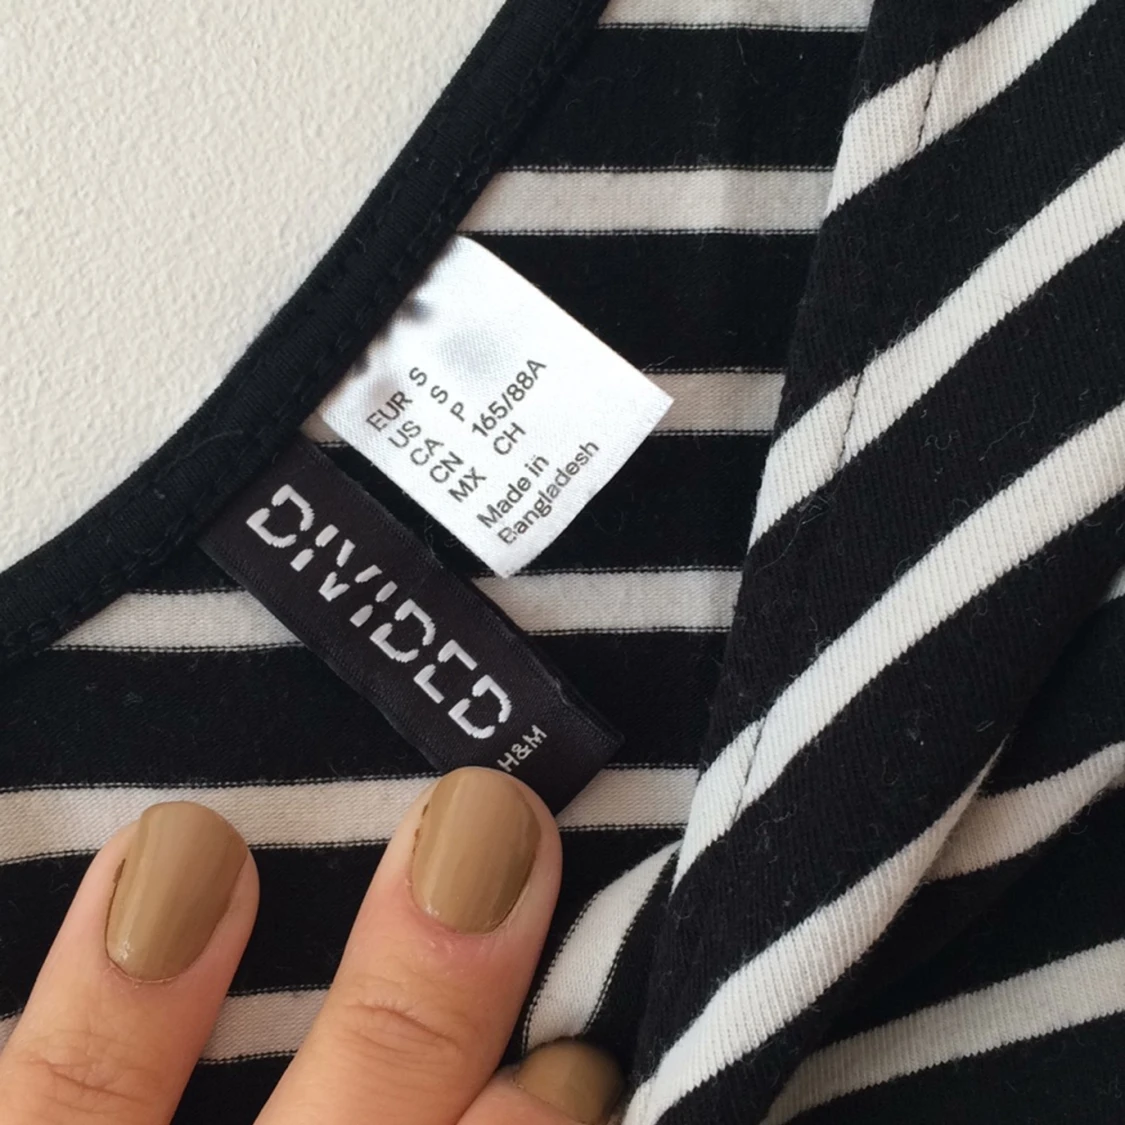 EUR S
US S
CA P
CN 165/88A
MX CH
Made in
Bangladesh
DIVIDED
H&M